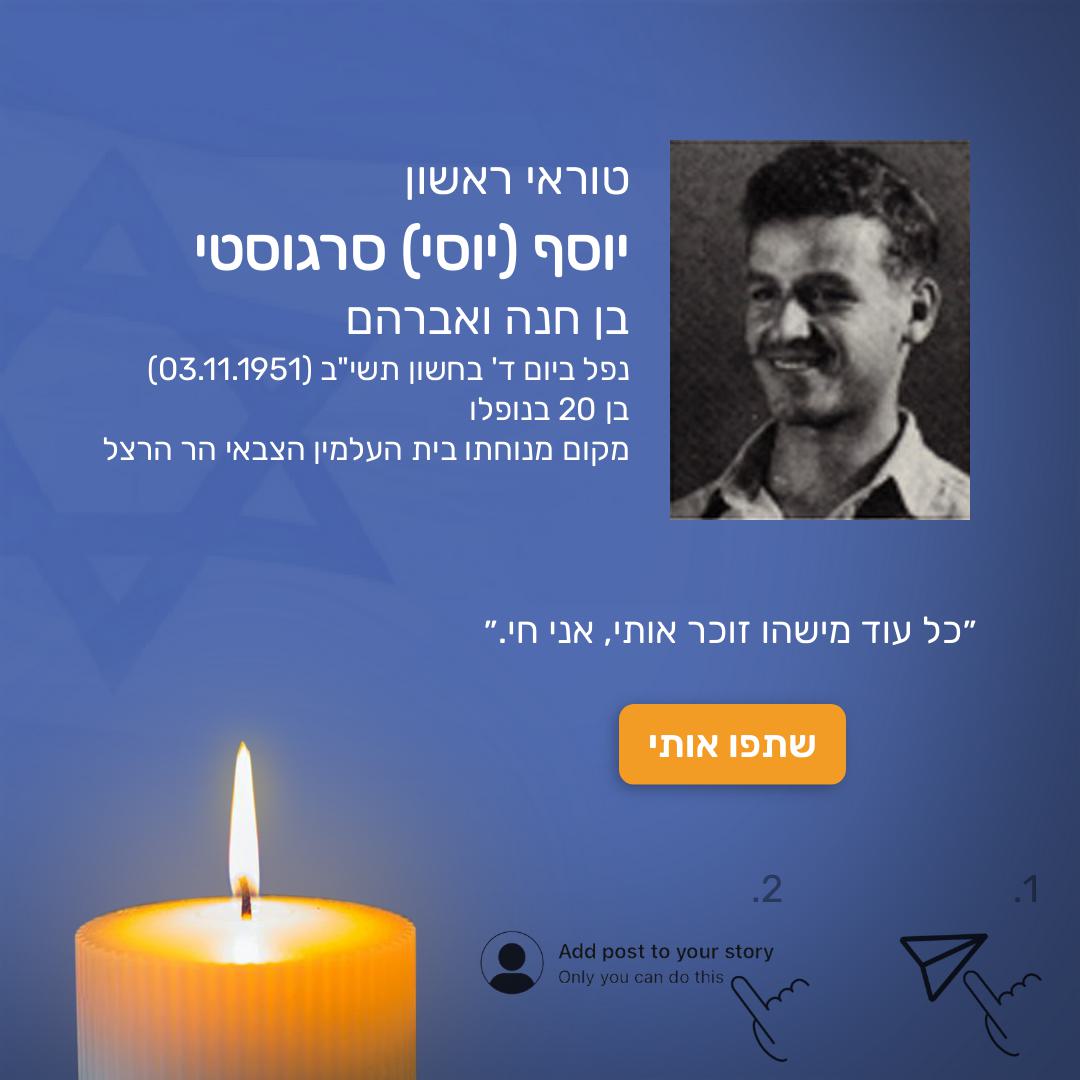 טוראי ראשון
יוסף (יוסי) סרגוסטי
בן חנה ואברהם
נפל ביום ד' בחשוון תשי"ב (03.11.1951)
בן 20 בנופלו
מקום מנוחתו בית העלמין הצבאי הר הרצל
״כל עוד מישהו זוכר אותי, אני חי.״
שתפו אותי
.1
.2
Add post to your story
Only you can do this